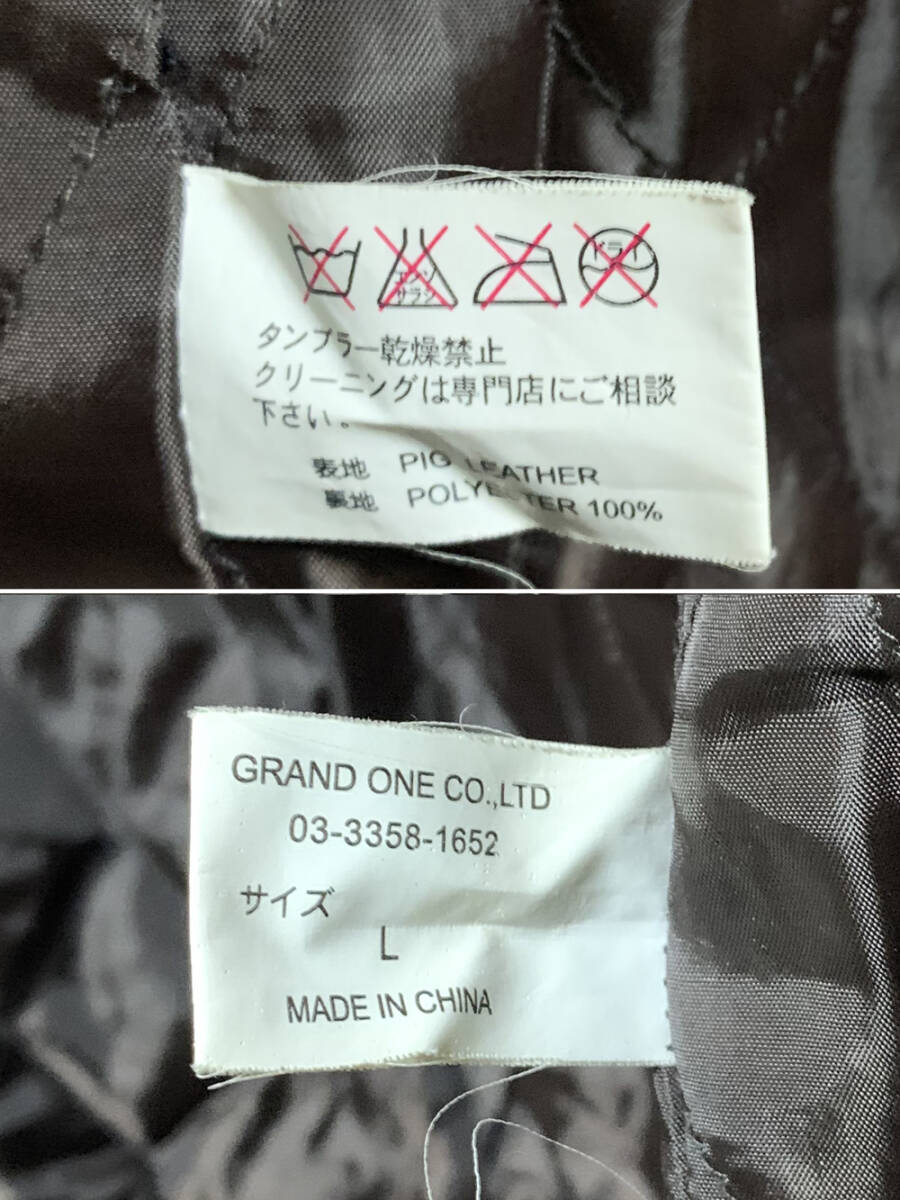 エンソ
サラシ
ドライ
タンブラー乾燥禁止
クリーニングは専門店にご相談
下さい。
表地 PIG LEATHER
裏地 POLYESTER 100%
GRAND ONE CO.,LTD
03-3358-1652
サイズ
L
MADE IN CHINA